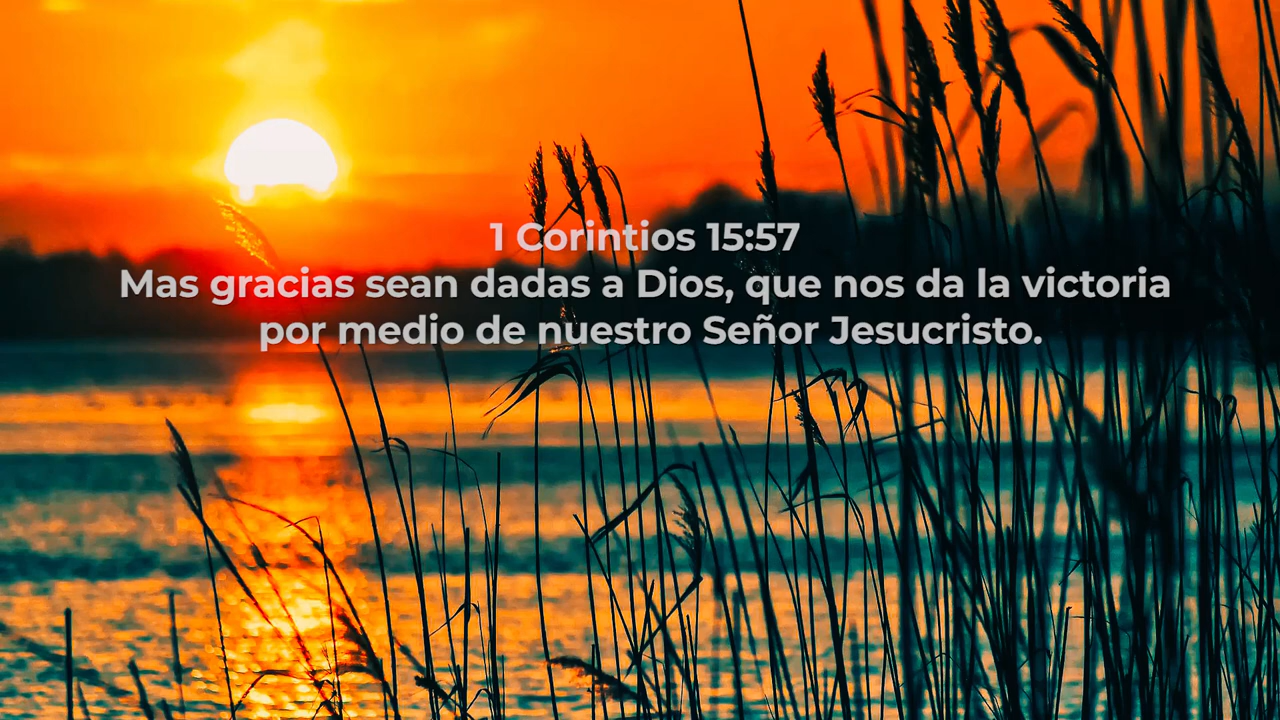 1 Corintios 15:57
Mas gracias sean dadas a Dios, que nos da la victoria
por medio de nuestro Señor Jesucristo.